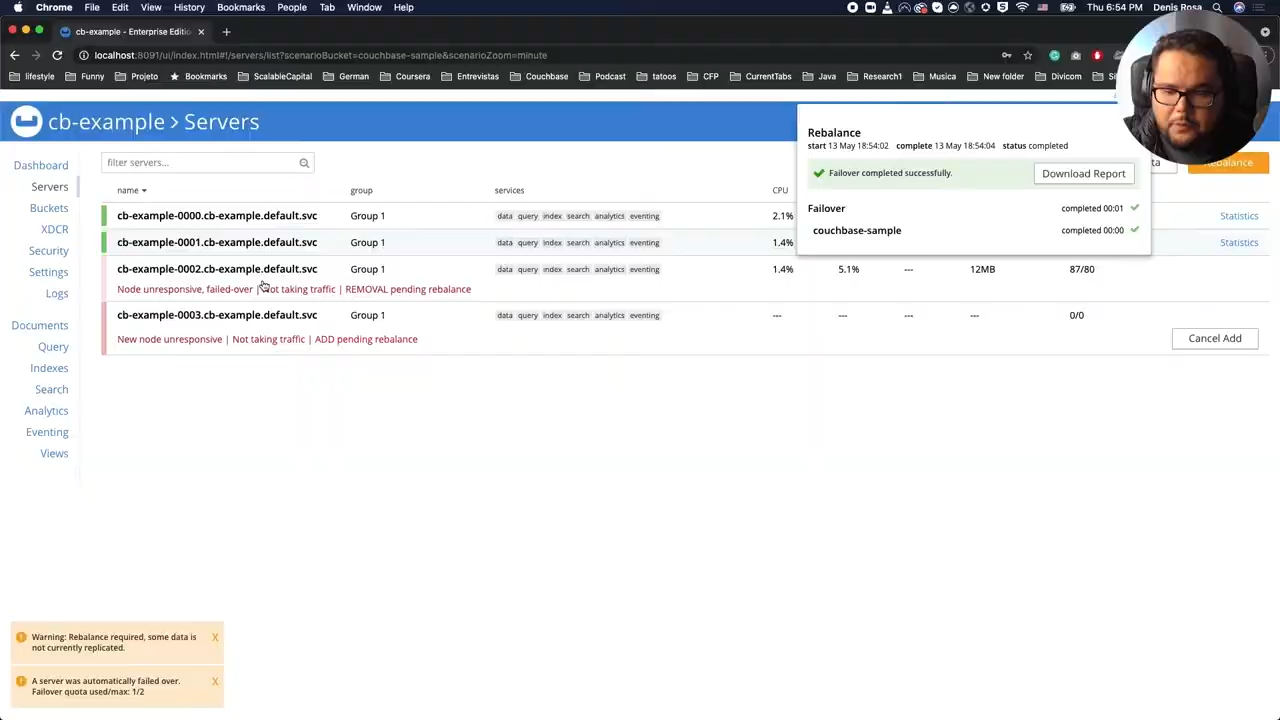 Chrome File Edit View History Bookmarks People Tab Window Help
Thu 6:54 PM Denis Rosa
cb-example - Enterprise Editio
localhost:8091/ui/index.html#!/servers/list?scenarioBucket=couchbase-sample&scenarioZoom=minute
lifestyle Funny Projeto Bookmarks ScalableCapital German Coursera Entrevistas Couchbase Podcast tatoos CFP CurrentTabs Java Research1 Musica New folder Divicom
cb-example > Servers
Rebalance
start 13 May 18:54:02 complete 13 May 18:54:04 status completed
Failover completed successfully. Download Report
Failover completed 00:01
couchbase-sample completed 00:00
Rebalance
Dashboard
Servers
Buckets
XDCR
Security
Settings
Logs
Documents
Query
Indexes
Search
Analytics
Eventing
Views
filter servers...
name group services CPU
cb-example-0000.cb-example.default.svc Group 1 data query index search analytics eventing 2.1% Statistics
cb-example-0001.cb-example.default.svc Group 1 data query index search analytics eventing 1.4% Statistics
cb-example-0002.cb-example.default.svc Group 1 data query index search analytics eventing 1.4% 5.1% --- 12MB 87/80
Node unresponsive, failed-over | Not taking traffic | REMOVAL pending rebalance
cb-example-0003.cb-example.default.svc Group 1 data query index search analytics eventing --- --- --- --- 0/0
New node unresponsive | Not taking traffic | ADD pending rebalance Cancel Add
Warning: Rebalance required, some data is X
not currently replicated.
A server was automatically failed over. X
Failover quota used/max: 1/2